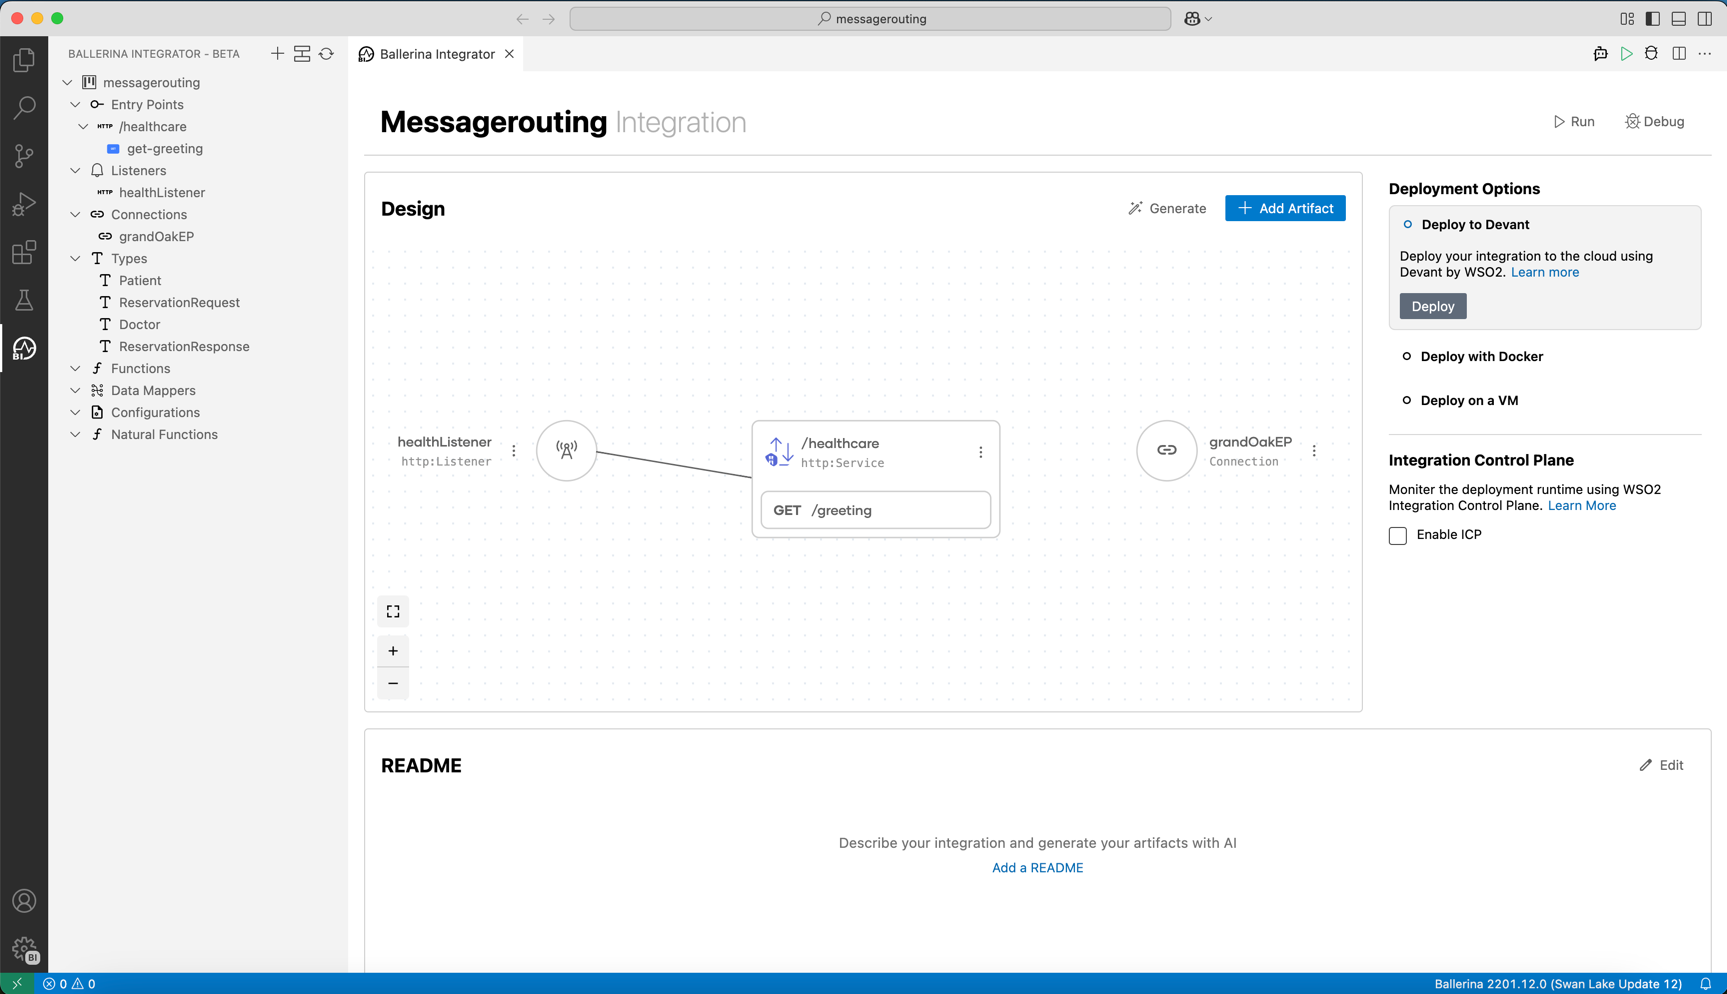 messagerouting
BALLERINA INTEGRATOR - BETA
messagerouting
Entry Points
HTTP /healthcare
get-greeting
Listeners
HTTP healthListener
Connections
grandOakEP
Types
Patient
ReservationRequest
Doctor
ReservationResponse
Functions
Data Mappers
Configurations
Natural Functions
BI
BI
Ballerina Integrator
Messagerouting Integration
Run
Debug
Design
Generate
Add Artifact
healthListener
http:Listener
/healthcare
http:Service
GET /greeting
grandOakEP
Connection
Deployment Options
Deploy to Devant
Deploy your integration to the cloud using
Devant by WSO2. Learn more
Deploy
Deploy with Docker
Deploy on a VM
Integration Control Plane
Moniter the deployment runtime using WSO2
Integration Control Plane. Learn More
Enable ICP
README
Edit
Describe your integration and generate your artifacts with AI
Add a README
0 0
Ballerina 2201.12.0 (Swan Lake Update 12)